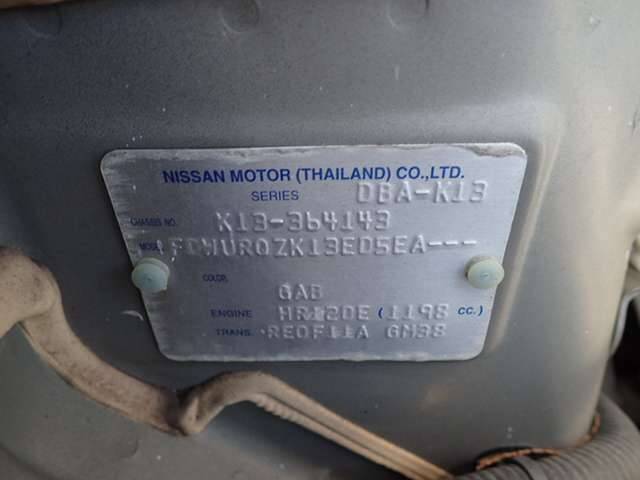 NISSAN MOTOR (THAILAND) CO.,LTD.
SERIES DBA-K13
CHASSIS NO. K13-364143
MODEL FDWURQZK13ED5EA---
COLOR
GAB
ENGINE HR12DE (1198 CC.)
TRANS. RE0F11A GM38